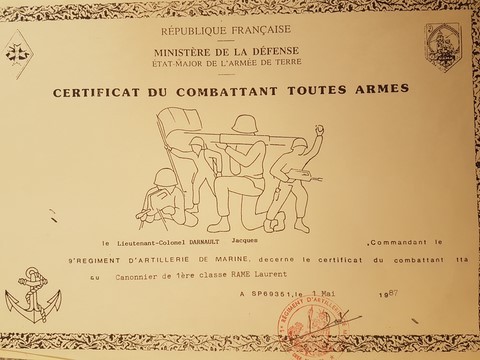 RÉPUBLIQUE FRANÇAISE
MINISTÈRE DE LA DÉFENSE
ÉTAT-MAJOR DE L'ARMÉE DE TERRE
CERTIFICAT DU COMBATTANT TOUTES ARMES
le Lieutenant-Colonel DARNAULT Jacques ,Commandant le
9°REGIMENT D'ARTILLERIE DE MARINE, decerne le certificat du combattant tta
au Canonnier de 1ère classe RAME Laurent
A SP69351, le 1 Mai 1987
RÉGIMENT D'ARTILLERIE